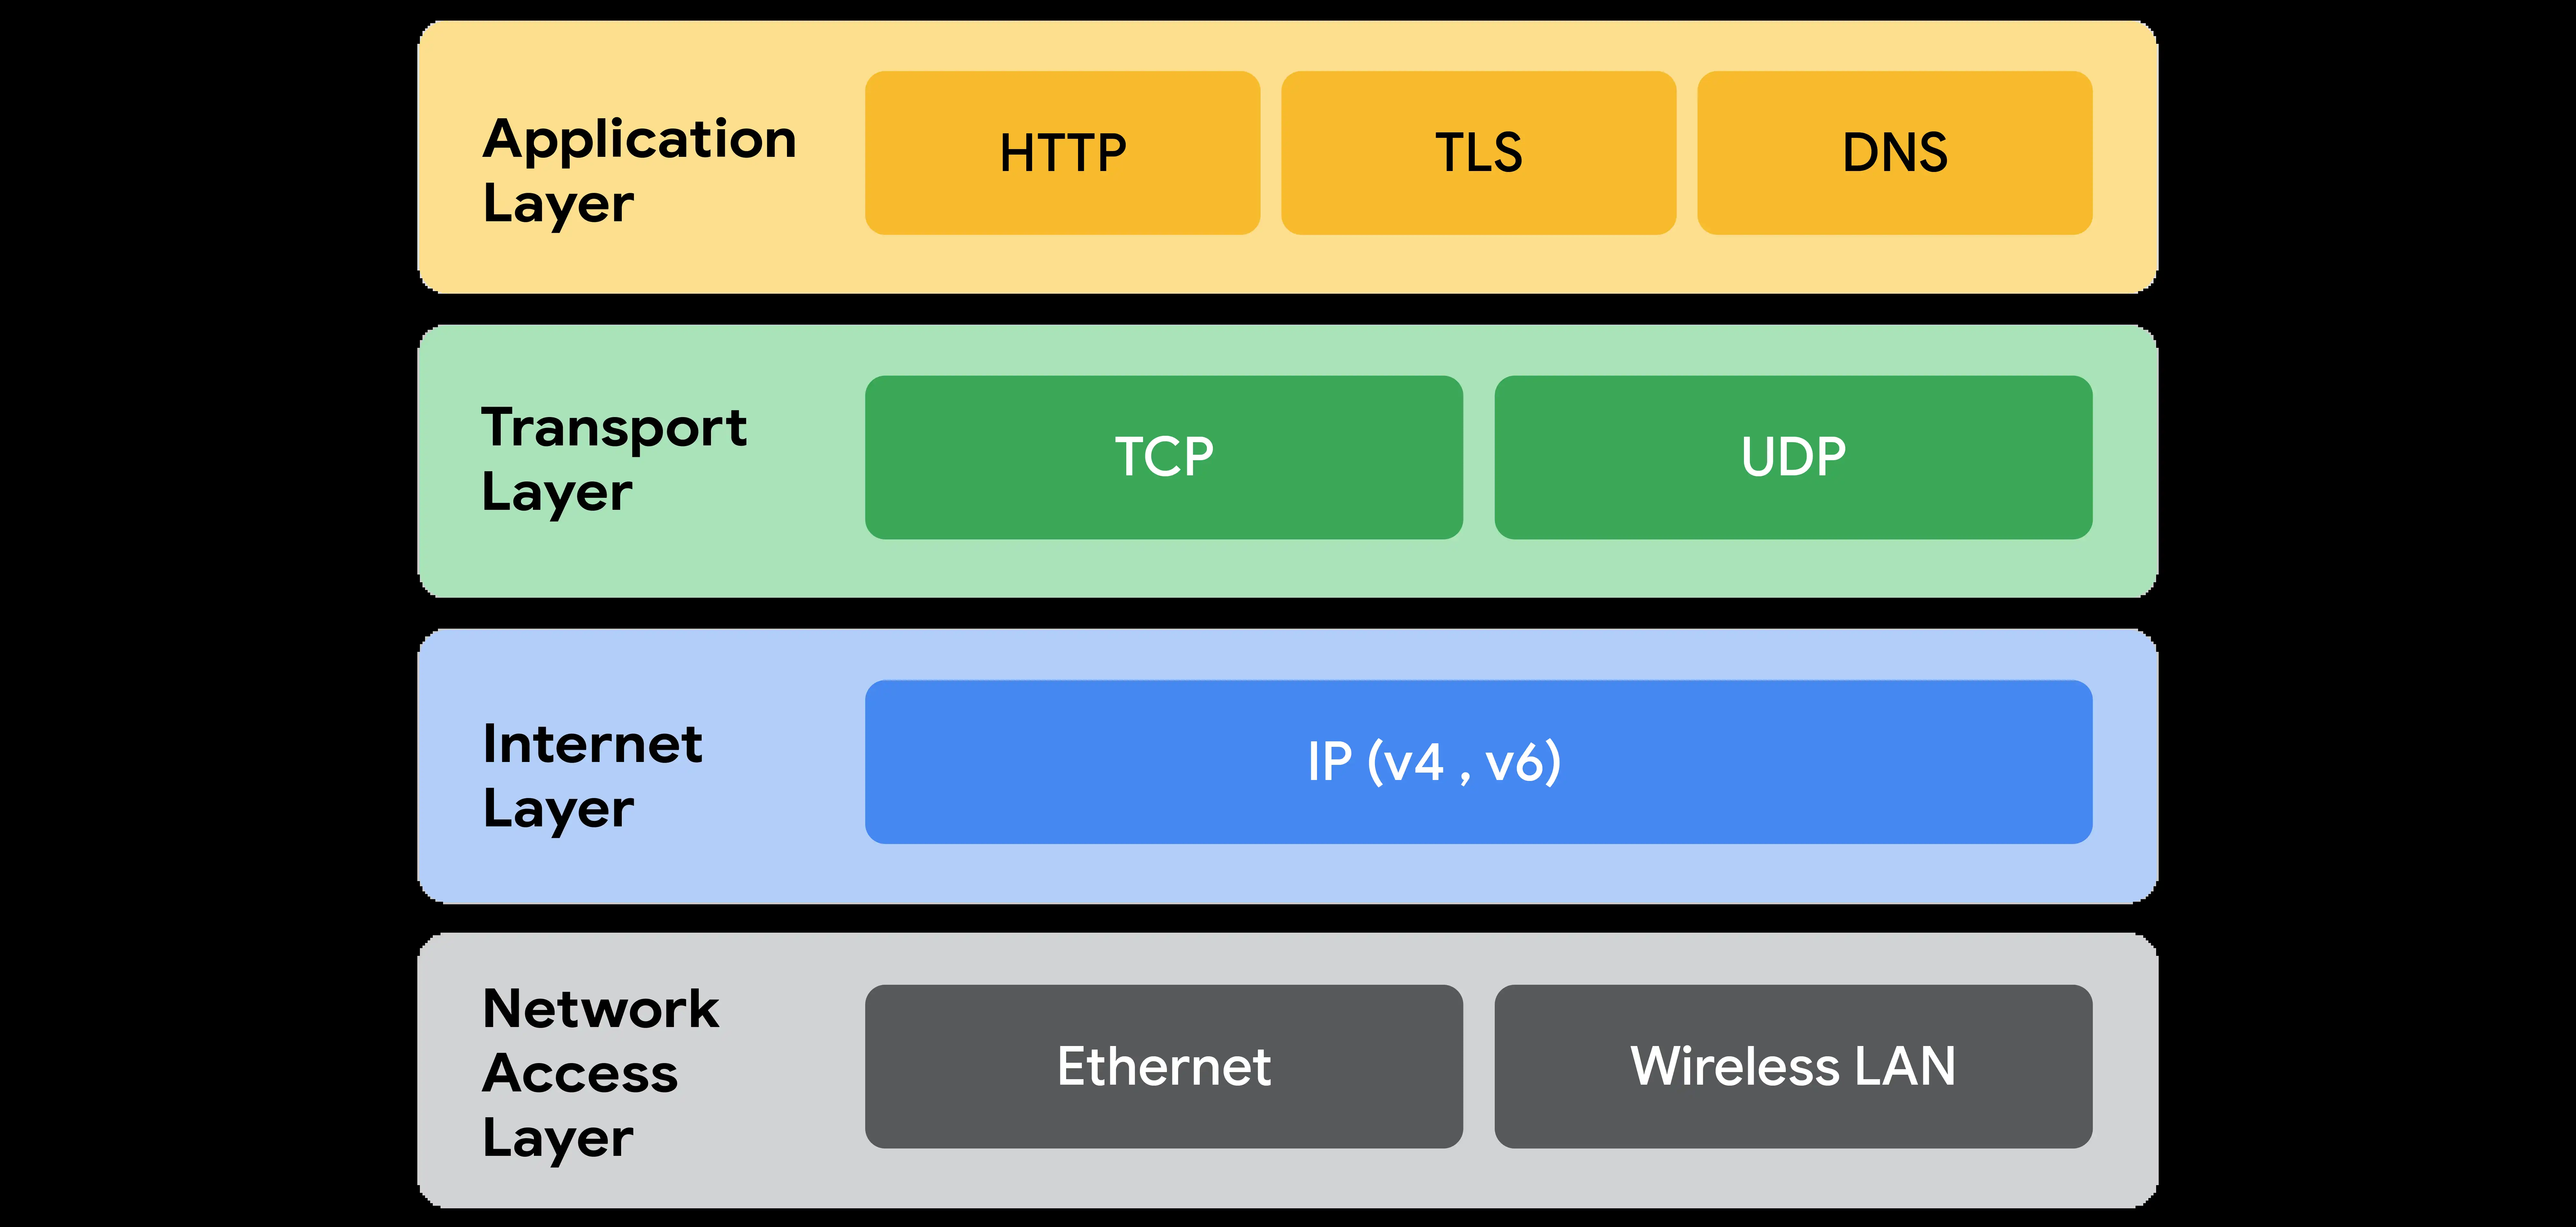 Application
Layer
HTTP
TLS
DNS
Transport
Layer
TCP
UDP
Internet
Layer
IP (v4 , v6)
Network
Access
Layer
Ethernet
Wireless LAN